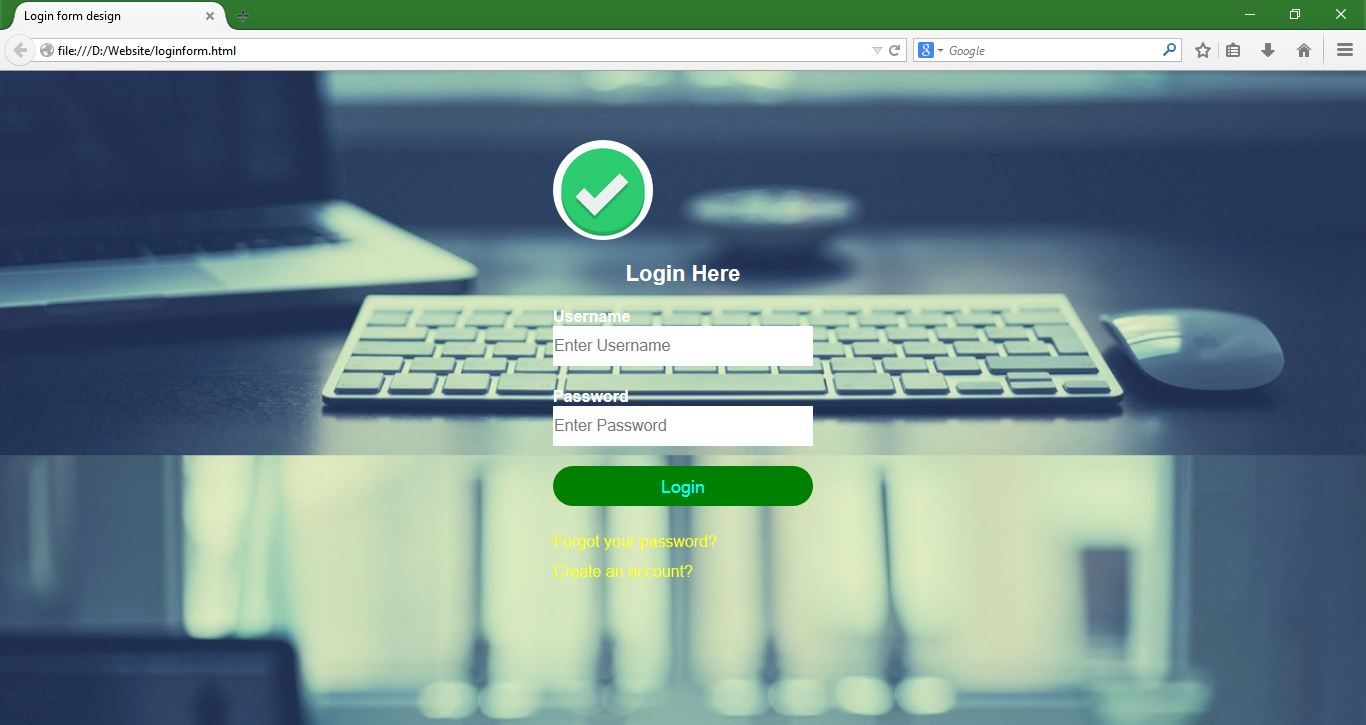 Login form design
file:///D:/Website/loginform.html
Google
Login Here
Username
Enter Username
Password
Enter Password
Login
Forgot your password?
Create an account?